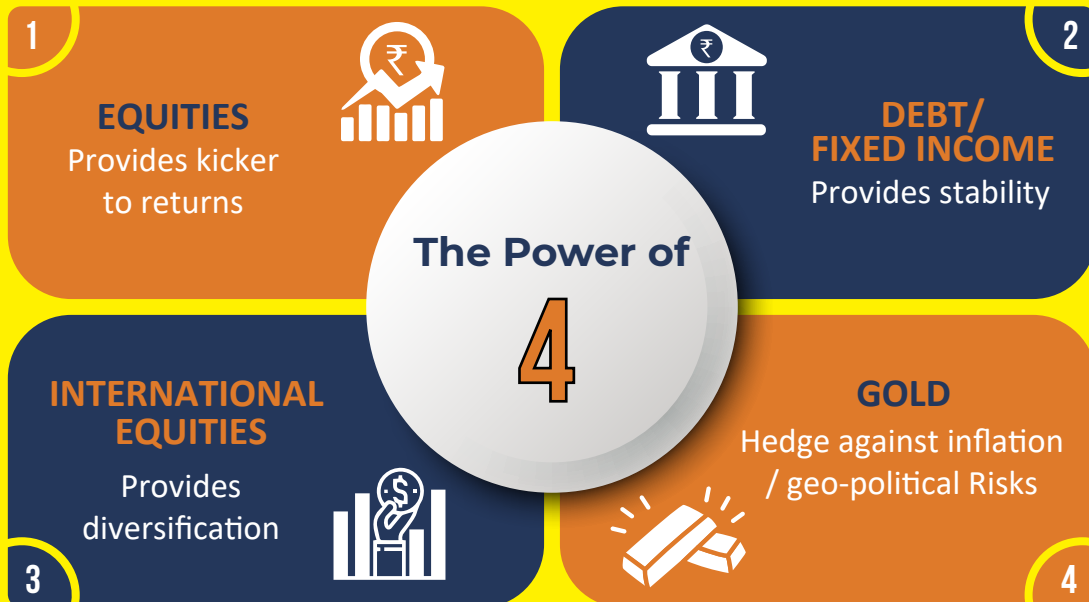 1
₹
EQUITIES
Provides kicker
to returns
2
₹
DEBT/
FIXED INCOME
Provides stability
The Power of
4
INTERNATIONAL
EQUITIES
Provides
diversification
$
3
GOLD
Hedge against inflation
/ geo-political Risks
4